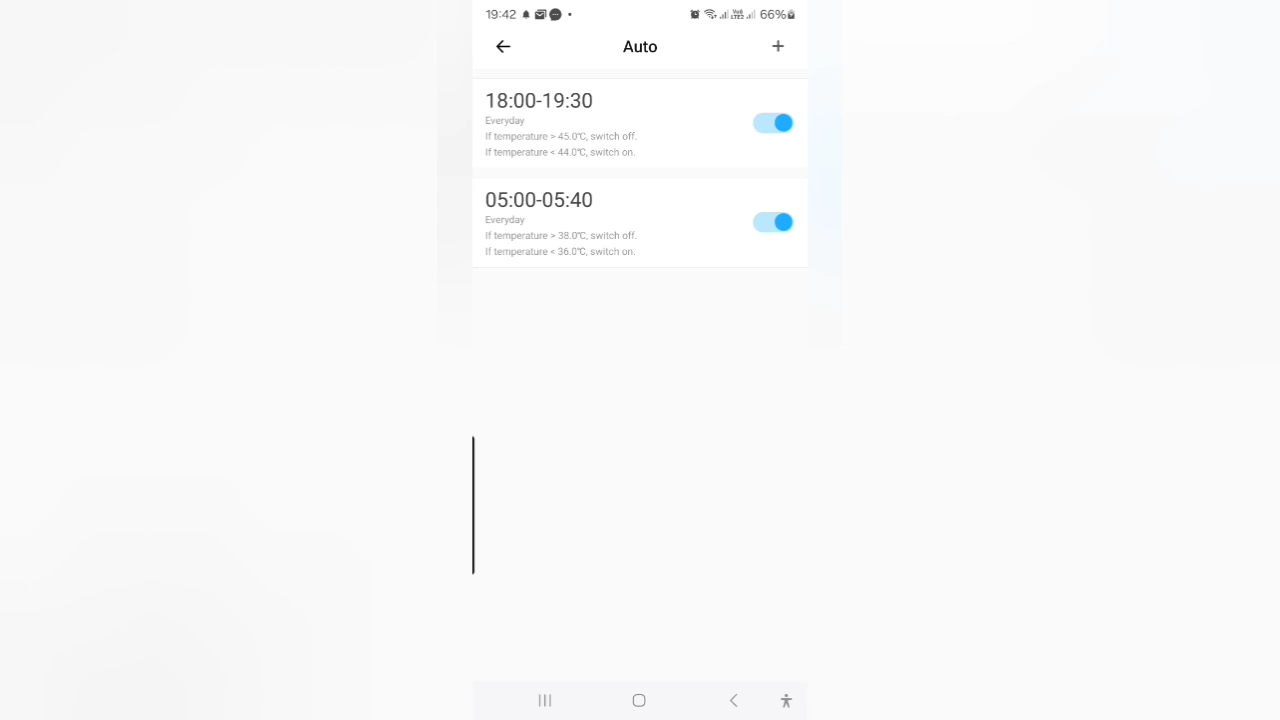 19:42 66%
Auto
18:00-19:30
Everyday
If temperature > 45.0℃, switch off.
If temperature < 44.0℃, switch on.
05:00-05:40
Everyday
If temperature > 38.0℃, switch off.
If temperature < 36.0℃, switch on.